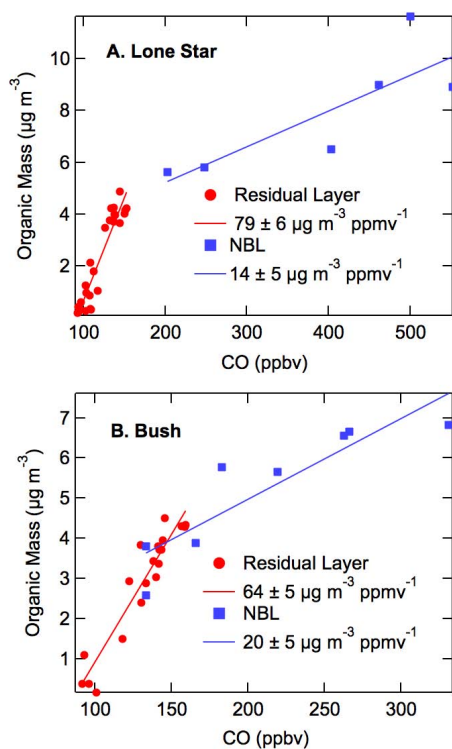 A. Lone Star
Organic Mass (µg m⁻³)
10
8
6
4
2
Residual Layer
79 ± 6 µg m⁻³ ppmv⁻¹
NBL
14 ± 5 µg m⁻³ ppmv⁻¹
100 200 300 400 500
CO (ppbv)
B. Bush
Organic Mass (µg m⁻³)
7
6
5
4
3
2
1
Residual Layer
64 ± 5 µg m⁻³ ppmv⁻¹
NBL
20 ± 5 µg m⁻³ ppmv⁻¹
100 150 200 250 300
CO (ppbv)